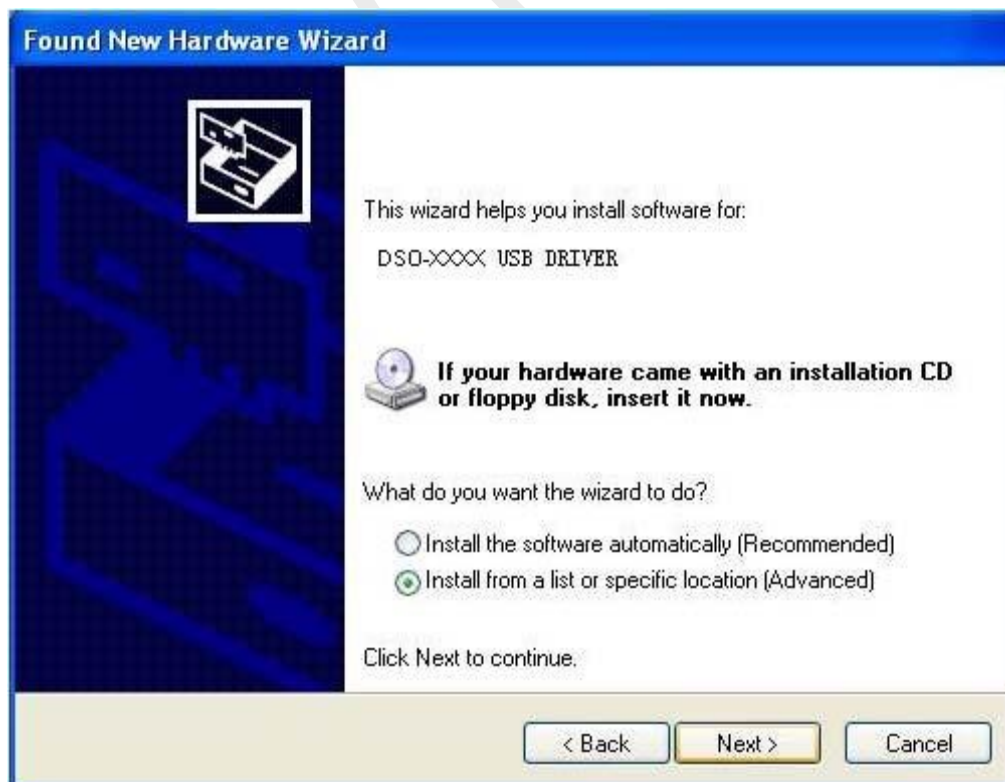 Found New Hardware Wizard
This wizard helps you install software for:
DSO-XXXX USB DRIVER
If your hardware came with an installation CD
or floppy disk, insert it now.
What do you want the wizard to do?
Install the software automatically (Recommended)
Install from a list or specific location (Advanced)
Click Next to continue.
< Back Next > Cancel